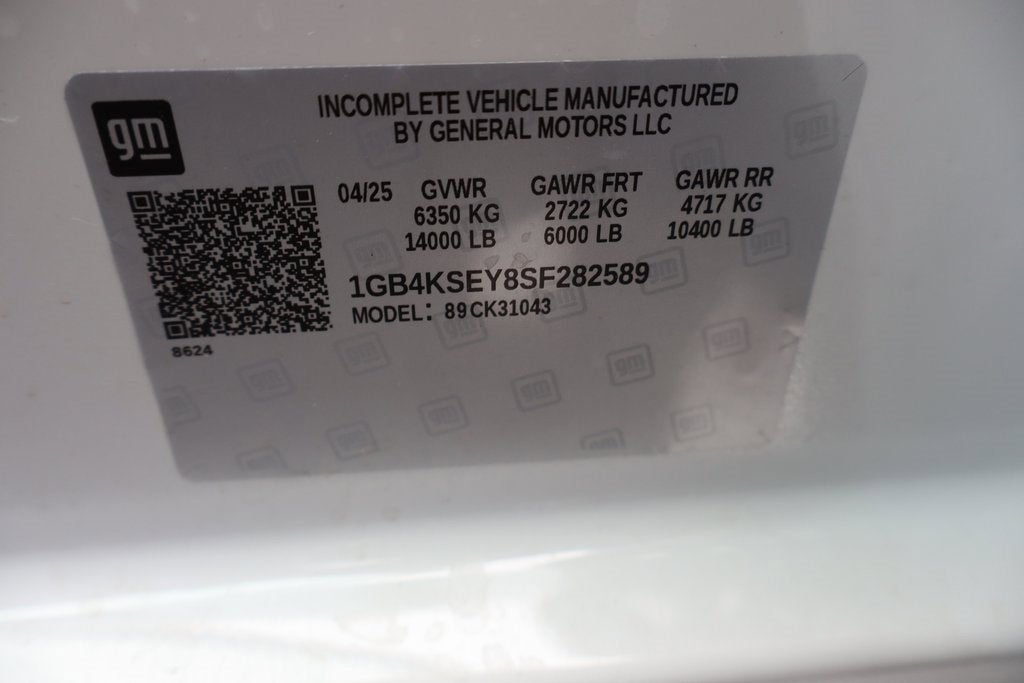 gm
INCOMPLETE VEHICLE MANUFACTURED
BY GENERAL MOTORS LLC
04/25 GVWR GAWR FRT GAWR RR
6350 KG 2722 KG 4717 KG
14000 LB 6000 LB 10400 LB
1GB4KSEY8SF282589
MODEL: 89CK31043
8624